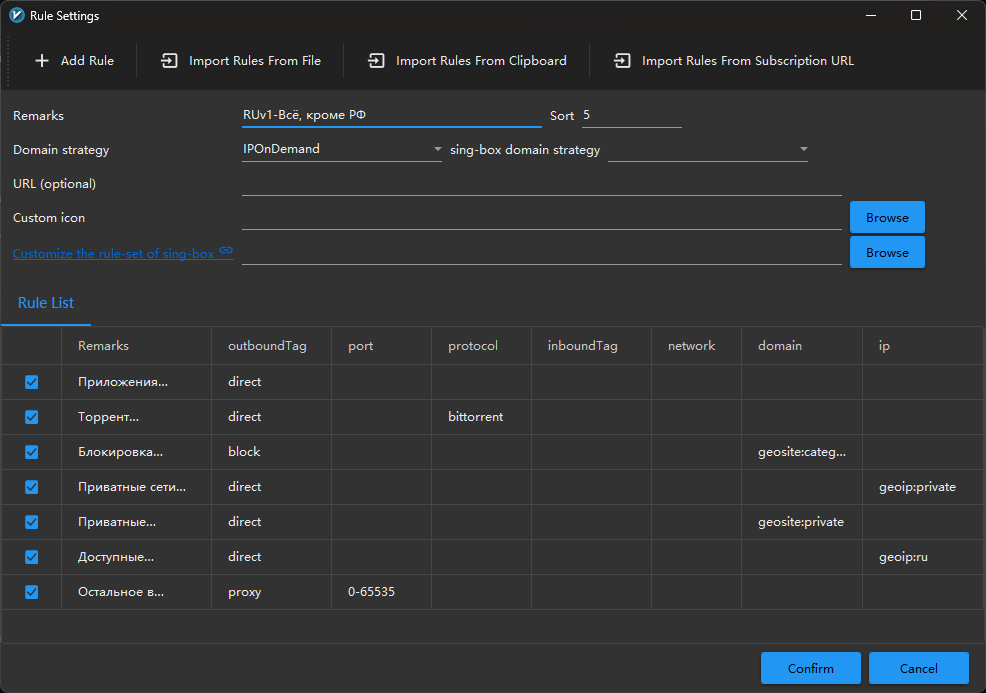 Rule Settings
Add Rule Import Rules From File Import Rules From Clipboard Import Rules From Subscription URL
Remarks RUv1-Всё, кроме РФ Sort 5
Domain strategy IPOnDemand sing-box domain strategy
URL (optional)
Custom icon Browse
Customize the rule-set of sing-box Browse
Rule List
Remarks outboundTag port protocol inboundTag network domain ip
Приложения... direct
Торрент... direct bittorrent
Блокировка... block geosite:categ...
Приватные сети... direct geoip:private
Приватные... direct geosite:private
Доступные... direct geoip:ru
Остальное в... proxy 0-65535
Confirm Cancel